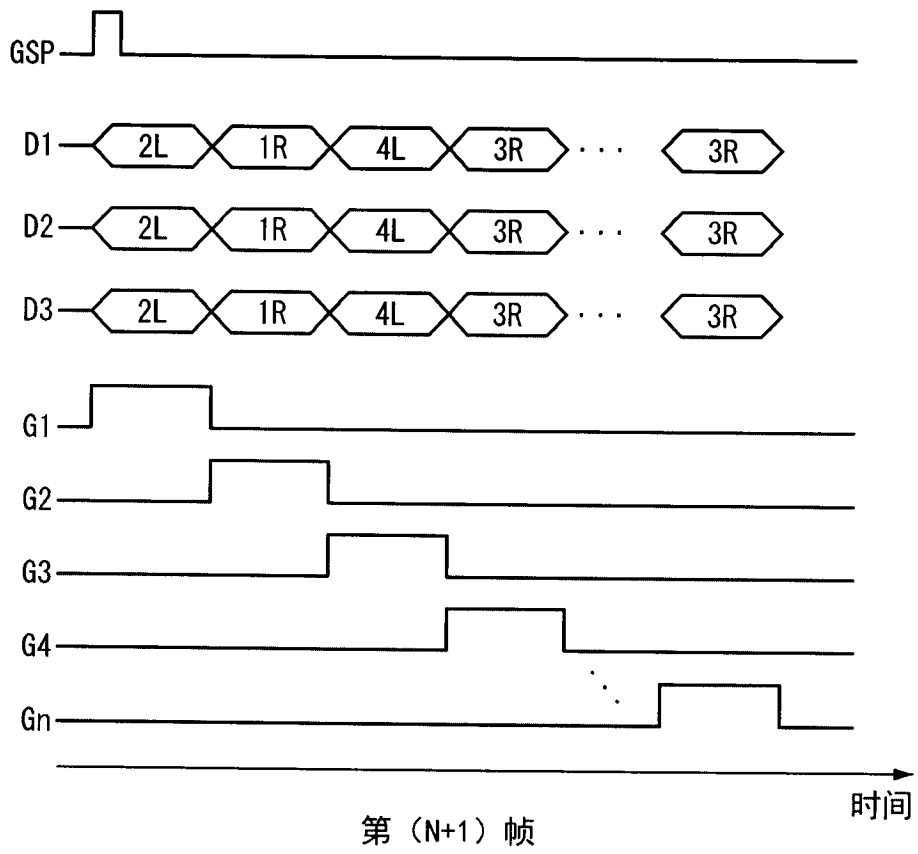 GSP
D1 2L 1R 4L 3R ... 3R
D2 2L 1R 4L 3R ... 3R
D3 2L 1R 4L 3R ... 3R
G1
G2
G3
G4
Gn
时间
第（N+1）帧